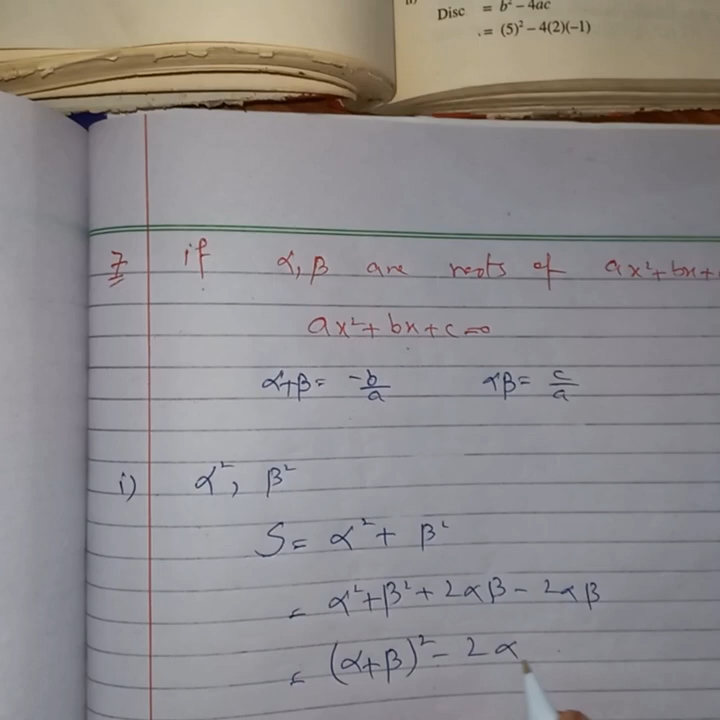 Disc = b² – 4ac
.= (5)² – 4(2)(–1)
7 if α, β are roots of ax²+bx+
ax²+bx+c=0
α+β= -b/a αβ= c/a
i) α², β²
S= α²+ β²
= α²+β²+2αβ-2αβ
= (α+β)²- 2α